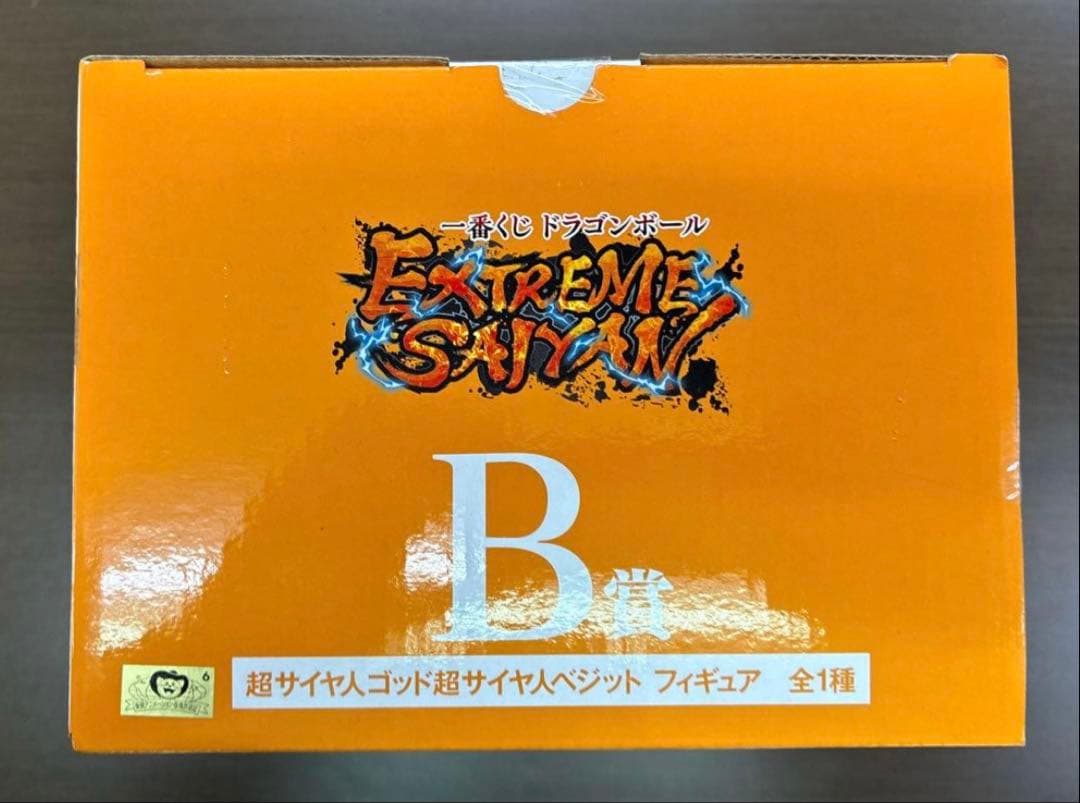 一番くじ ドラゴンボール
EXTREME
SAIYAN
B賞
超サイヤ人ゴッド超サイヤ人ベジット フィギュア 全1種
6